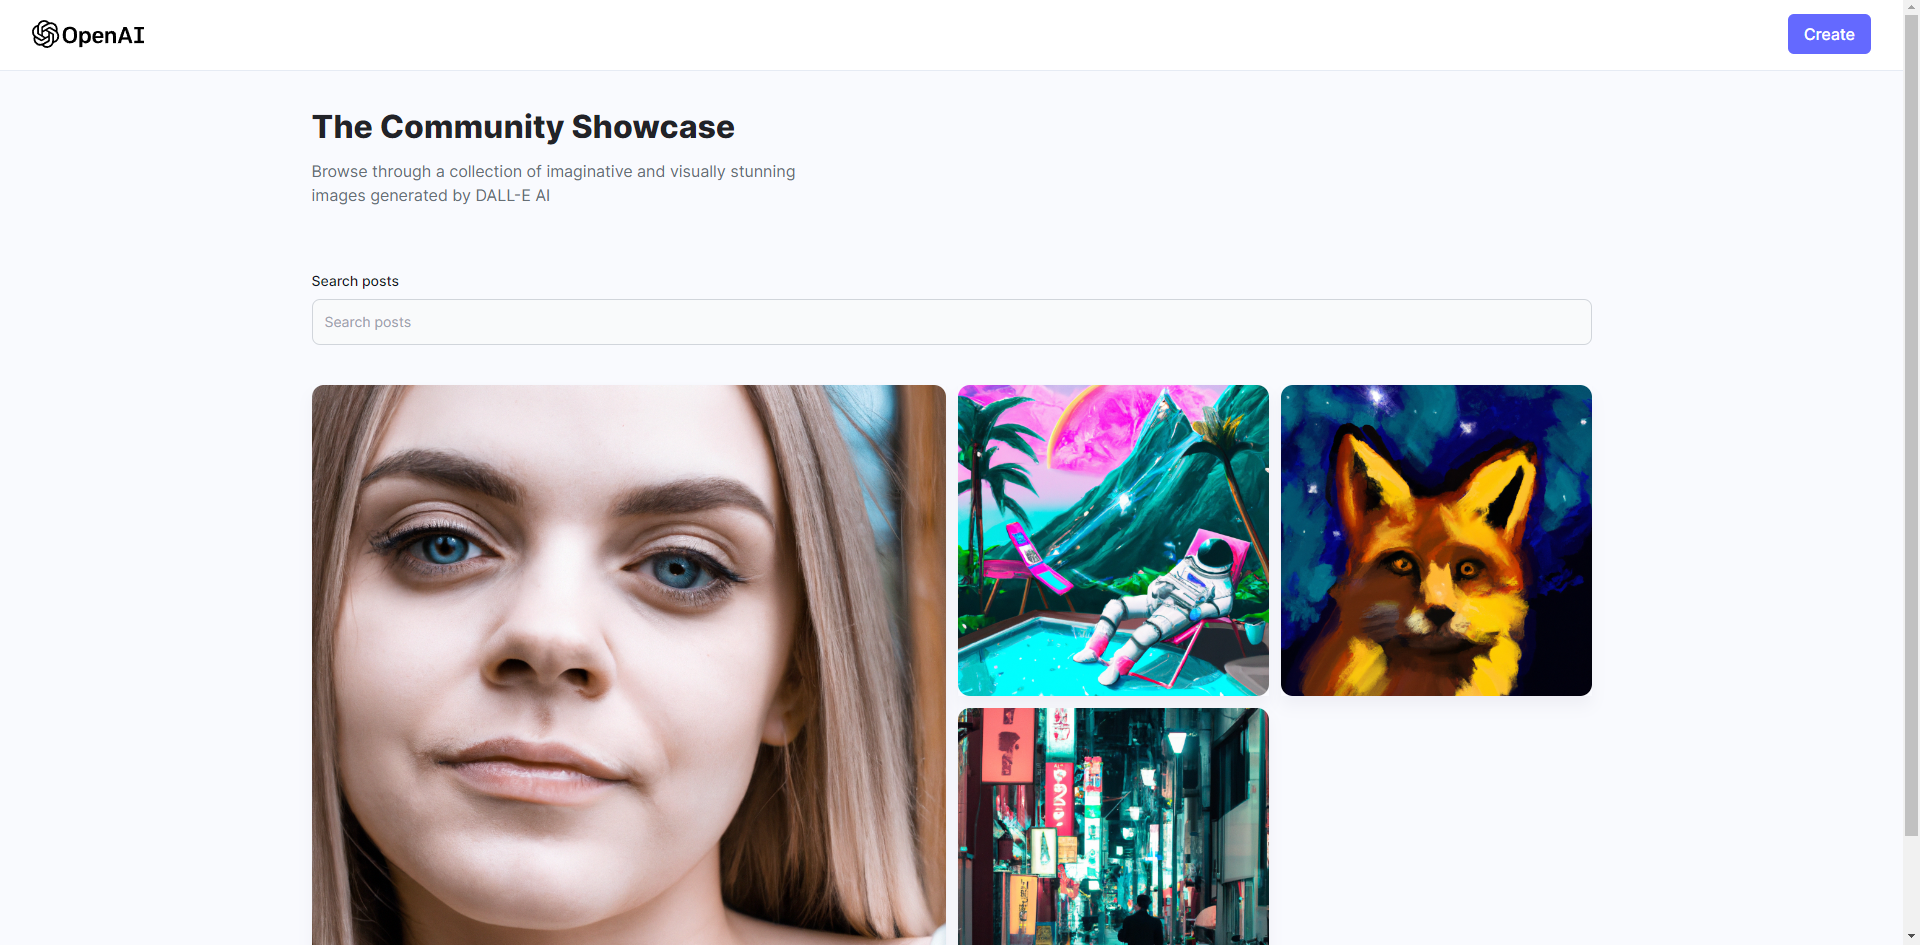 OpenAI
Create
The Community Showcase
Browse through a collection of imaginative and visually stunning
images generated by DALL-E AI
Search posts
Search posts